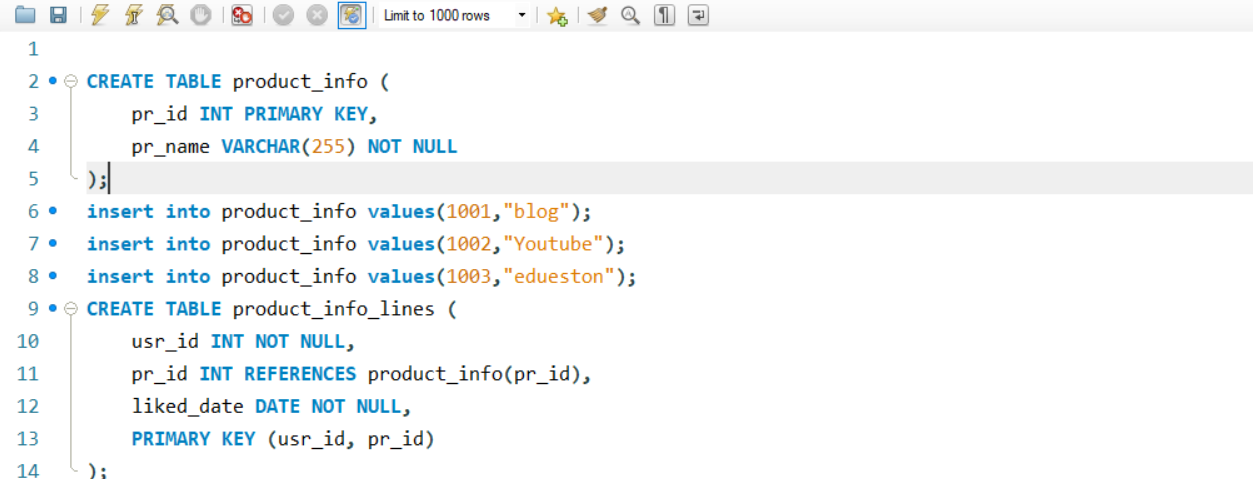 Limit to 1000 rows
1
2 CREATE TABLE product_info (
3 pr_id INT PRIMARY KEY,
4 pr_name VARCHAR(255) NOT NULL
5 );
6 insert into product_info values(1001,"blog");
7 insert into product_info values(1002,"Youtube");
8 insert into product_info values(1003,"edueston");
9 CREATE TABLE product_info_lines (
10 usr_id INT NOT NULL,
11 pr_id INT REFERENCES product_info(pr_id),
12 liked_date DATE NOT NULL,
13 PRIMARY KEY (usr_id, pr_id)
14 );